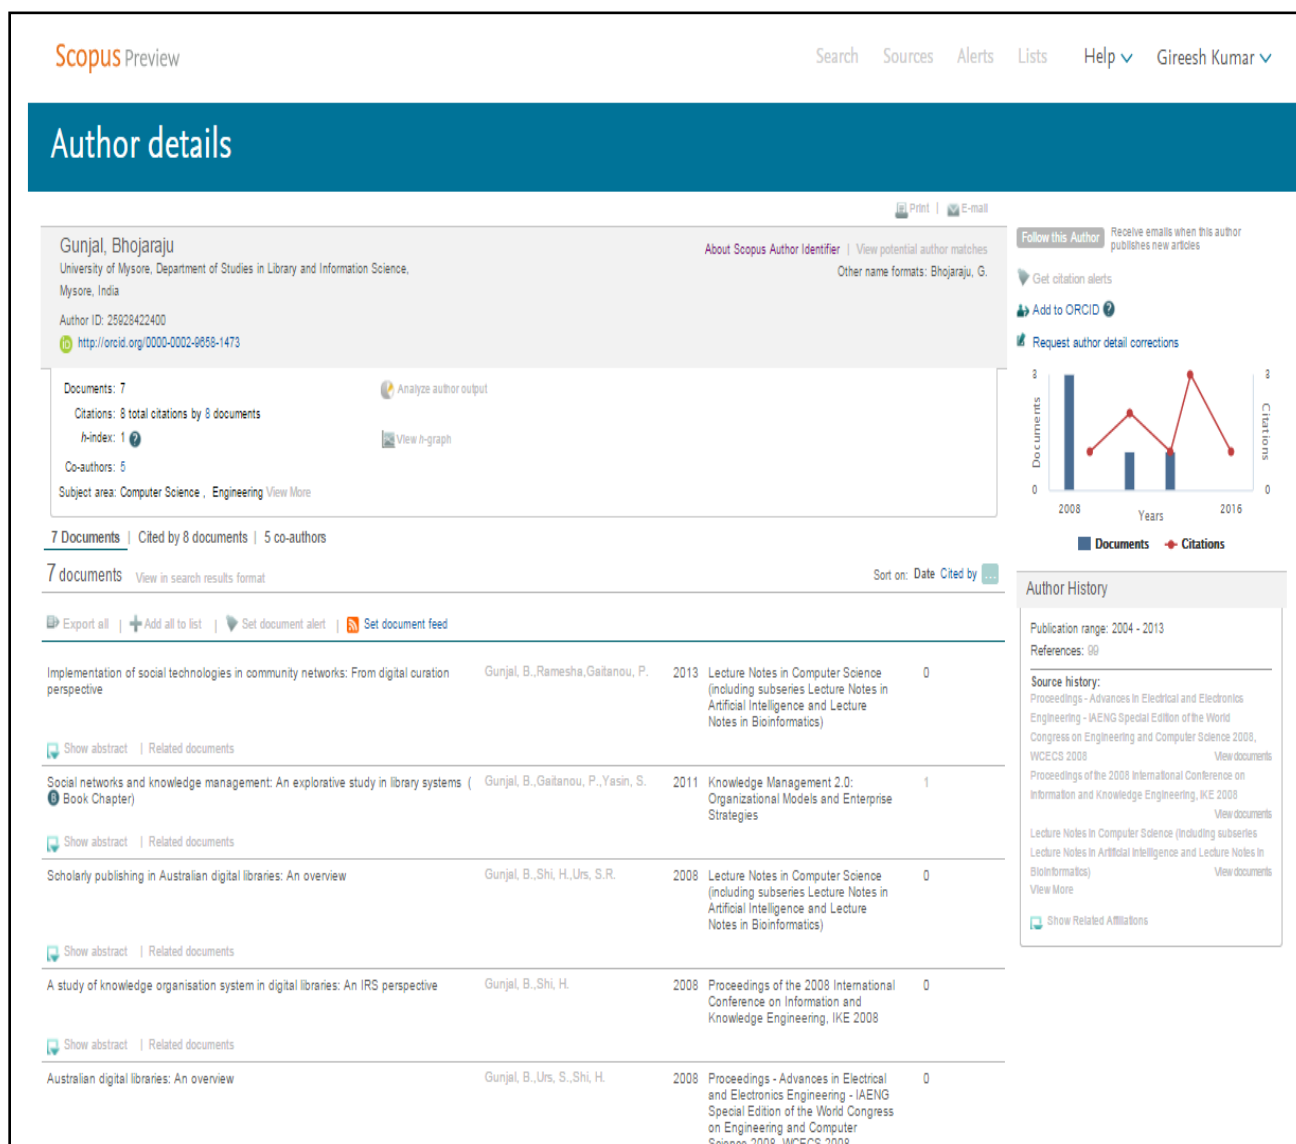 Scopus Preview
Search Sources Alerts Lists Help Gireesh Kumar
Author details
Print | E-mail
Gunjal, Bhojaraju
University of Mysore, Department of Studies in Library and Information Science,
Mysore, India
Author ID: 25928422400
http://orcid.org/0000-0002-9658-1473
About Scopus Author Identifier | View potential author matches
Other name formats: Bhojaraju, G.
Documents: 7
Analyze author output
Citations: 8 total citations by 8 documents
h-index: 1 ?
View h-graph
Co-authors: 5
Subject area: Computer Science , Engineering View More
Follow this Author
Receive emails when this author
publishes new articles
Get citation alerts
Add to ORCID ?
Request author detail corrections
3 3
Documents
Citations
0 0
2008 2016
Years
Documents Citations
7 Documents | Cited by 8 documents | 5 co-authors
7 documents View in search results format
Sort on: Date Cited by ...
Export all | Add all to list | Set document alert | Set document feed
Implementation of social technologies in community networks: From digital curation
perspective
Gunjal, B.,Ramesha,Gaitanou, P.
2013
Lecture Notes in Computer Science
(including subseries Lecture Notes in
Artificial Intelligence and Lecture
Notes in Bioinformatics)
0
Show abstract | Related documents
Social networks and knowledge management: An explorative study in library systems (
B Book Chapter)
Gunjal, B.,Gaitanou, P.,Yasin, S.
2011
Knowledge Management 2.0:
Organizational Models and Enterprise
Strategies
1
Show abstract | Related documents
Scholarly publishing in Australian digital libraries: An overview
Gunjal, B.,Shi, H.,Urs, S.R.
2008
Lecture Notes in Computer Science
(including subseries Lecture Notes in
Artificial Intelligence and Lecture
Notes in Bioinformatics)
0
Show abstract | Related documents
A study of knowledge organisation system in digital libraries: An IRS perspective
Gunjal, B.,Shi, H.
2008
Proceedings of the 2008 International
Conference on Information and
Knowledge Engineering, IKE 2008
0
Show abstract | Related documents
Australian digital libraries: An overview
Gunjal, B.,Urs, S.,Shi, H.
2008
Proceedings - Advances in Electrical
and Electronics Engineering - IAENG
Special Edition of the World Congress
on Engineering and Computer
Science 2008, WCECS 2008
0
Author History
Publication range: 2004 - 2013
References: 99
Source history:
Proceedings - Advances in Electrical and Electronics
Engineering - IAENG Special Edition of the World
Congress on Engineering and Computer Science 2008,
WCECS 2008 View documents
Proceedings of the 2008 International Conference on
Information and Knowledge Engineering, IKE 2008
View documents
Lecture Notes in Computer Science (including subseries
Lecture Notes in Artificial Intelligence and Lecture Notes in
Bioinformatics) View documents
View More
Show Related Affiliations